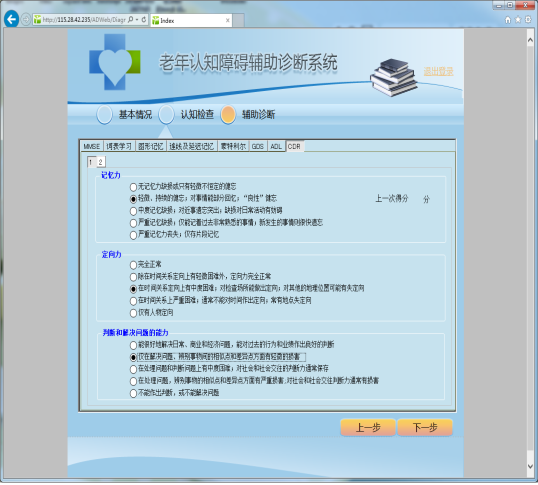 http://115.28.42.235/ADWeb/Diagr
Index
老年认知障碍辅助诊断系统
退出登录
基本情况
认知检查
辅助诊断
MMSE
词表学习
图形记忆
连线及延迟记忆
蒙特利尔
GDS
ADL
CDR
1 2
记忆力
无记忆力缺损或只有轻微不恒定的健忘
轻微、持续的健忘；对事情能部分回忆；“良性”健忘
上一次得分 分
中度记忆缺损；对近事遗忘突出；缺损对日常活动有妨碍
严重记忆缺损；仅能记着过去非常熟悉的事情；新发生的事情则很快遗忘
严重记忆力丧失；仅存片段记忆
定向力
完全正常
除在时间关系定向上有轻微困难外，定向力完全正常
在时间关系定向上有中度困难；对检查场所能做出定向；对其他的地理位置可能有失定向
在时间关系上严重困难；通常不能对时间作出定向；常有地点失定向
仅有人物定向
判断和解决问题的能力
能很好地解决日常、商业和经济问题，能对过去的行为和业绩作出良好的判断
仅在解决问题、辨别事物间的相似点和差异点方面有轻微的损害
在处理问题和判断问题上有中度困难；对社会和社会交往的判断力通常保存
在处理问题，辨别事物的相似点和差异点方面有严重损害,对社会和社会交往判断力通常有损害
不能作出判断，或不能解决问题
上一步
下一步